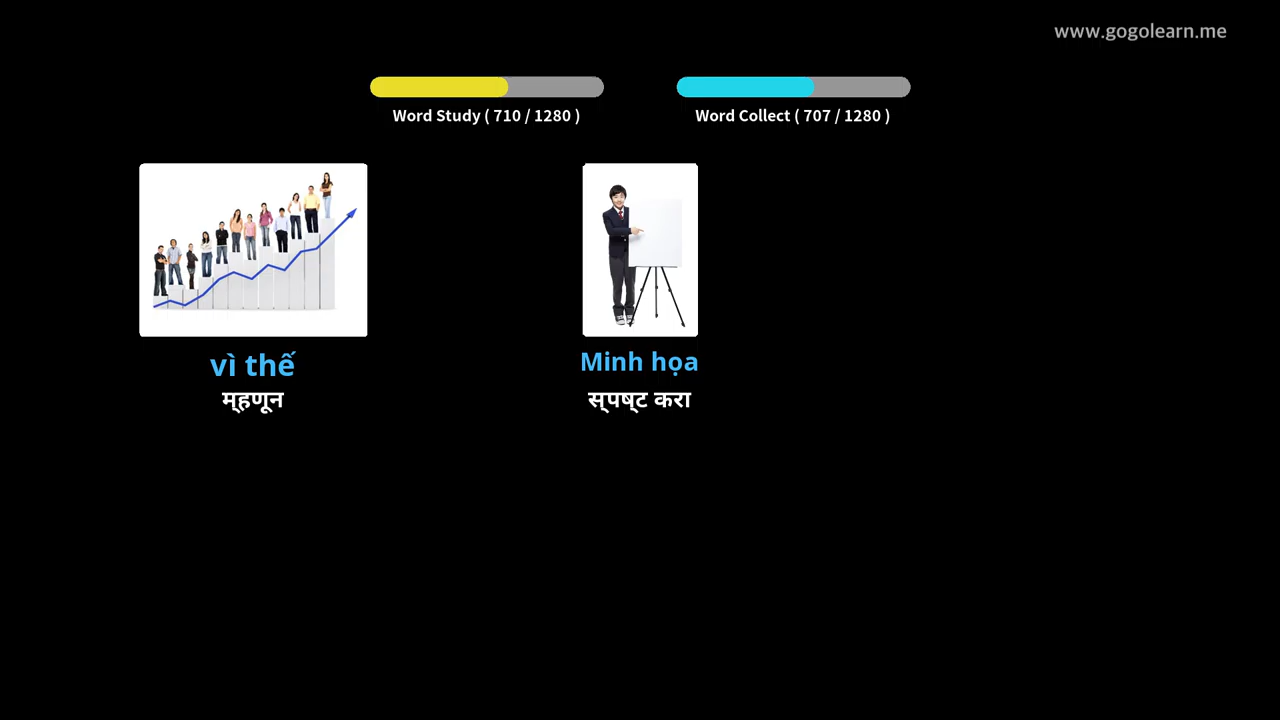 www.gogolearn.me
Word Study ( 710 / 1280 )
Word Collect ( 707 / 1280 )
vì thế
म्हणून
Minh họa
स्पष्ट करा